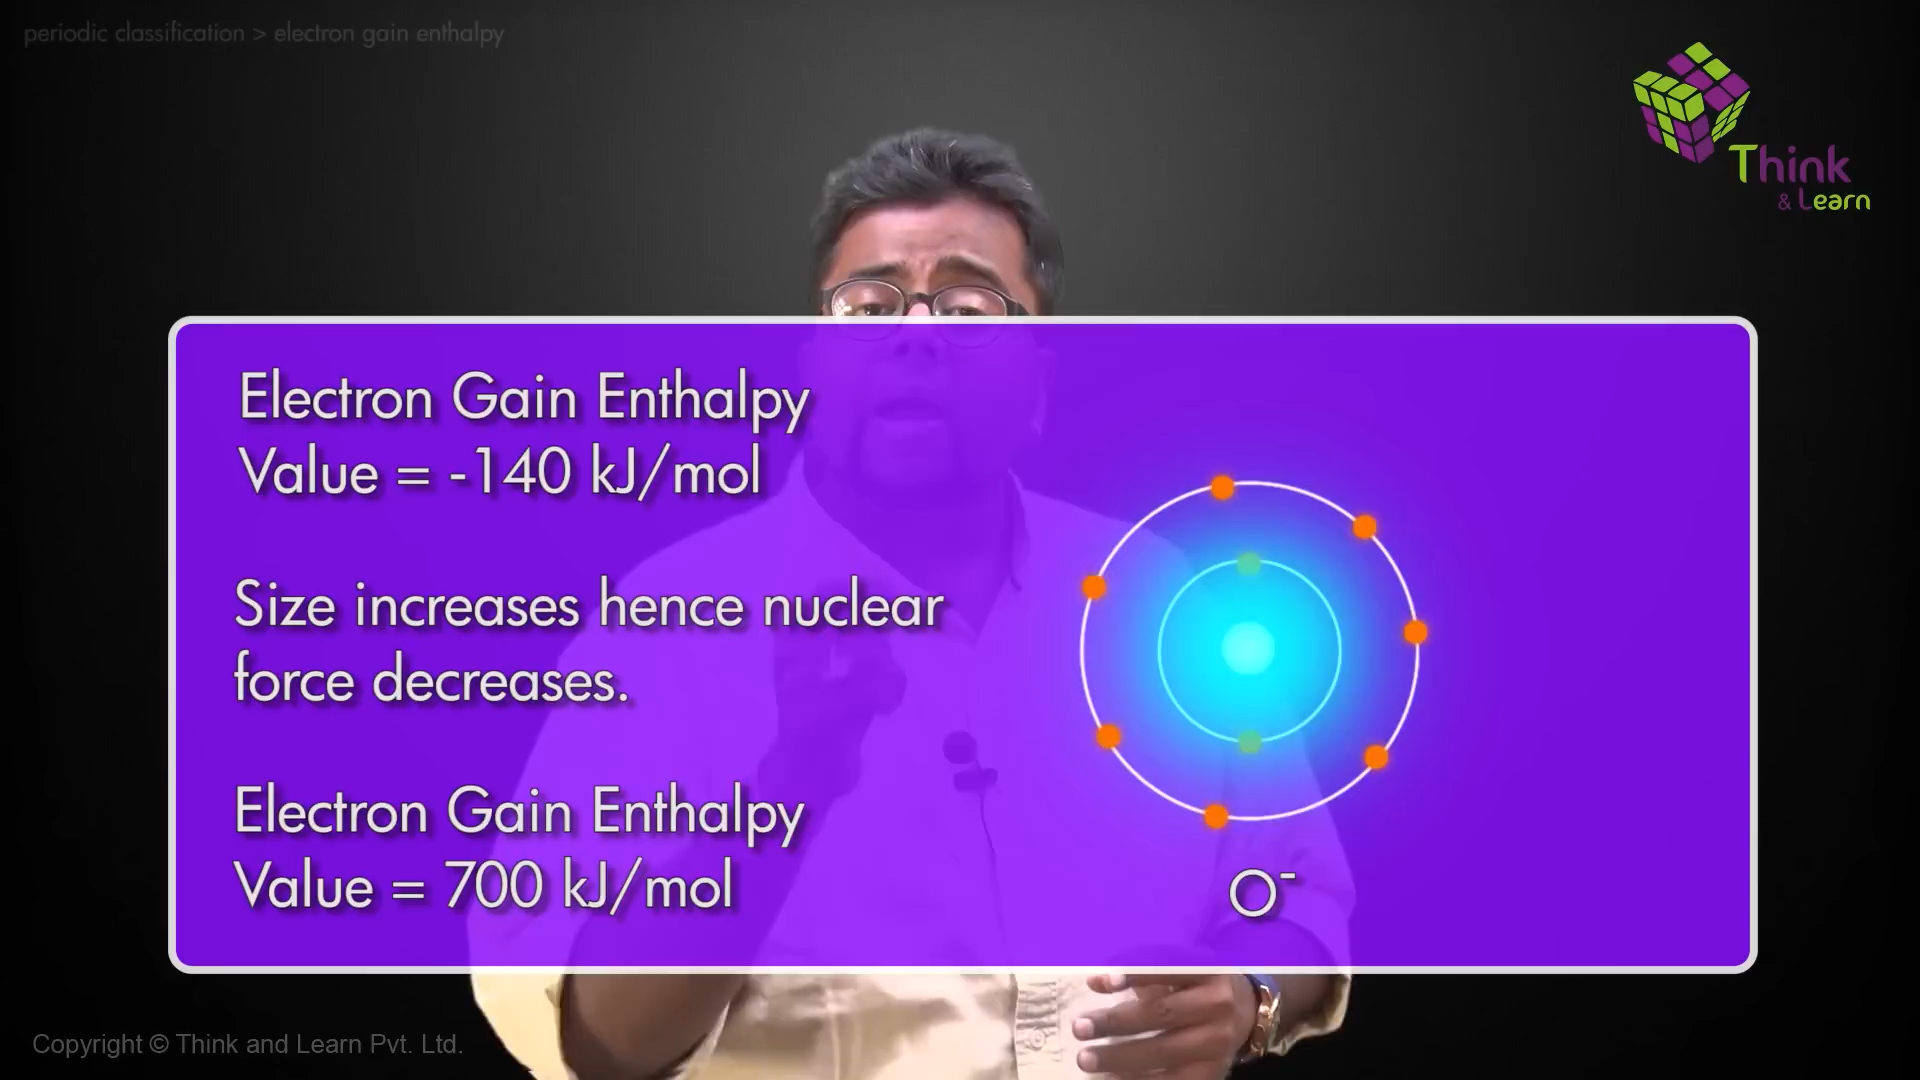 periodic classification > electron gain enthalpy
Think
& Learn
Electron Gain Enthalpy
Value = -140 kJ/mol
Size increases hence nuclear
force decreases.
Electron Gain Enthalpy
Value = 700 kJ/mol
O⁻
Copyright © Think and Learn Pvt. Ltd.